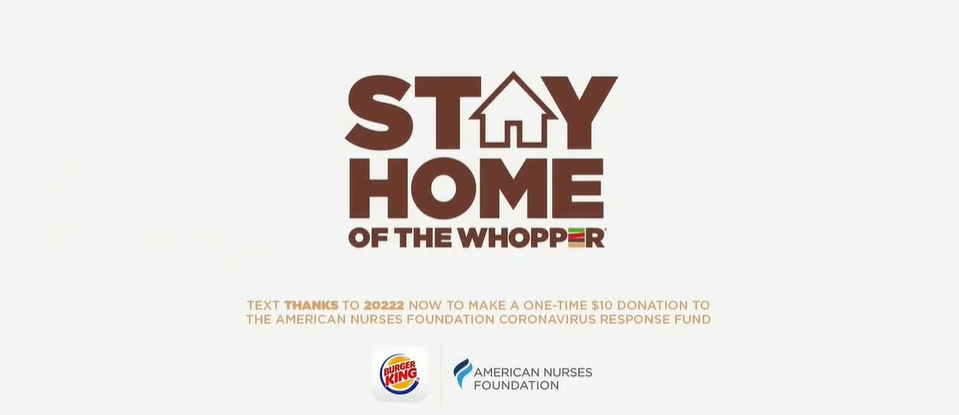 STAY
HOME
OF THE WHOPPER®
TEXT THANKS TO 20222 NOW TO MAKE A ONE-TIME $10 DONATION TO
THE AMERICAN NURSES FOUNDATION CORONAVIRUS RESPONSE FUND
BURGER
KING®
AMERICAN NURSES
FOUNDATION